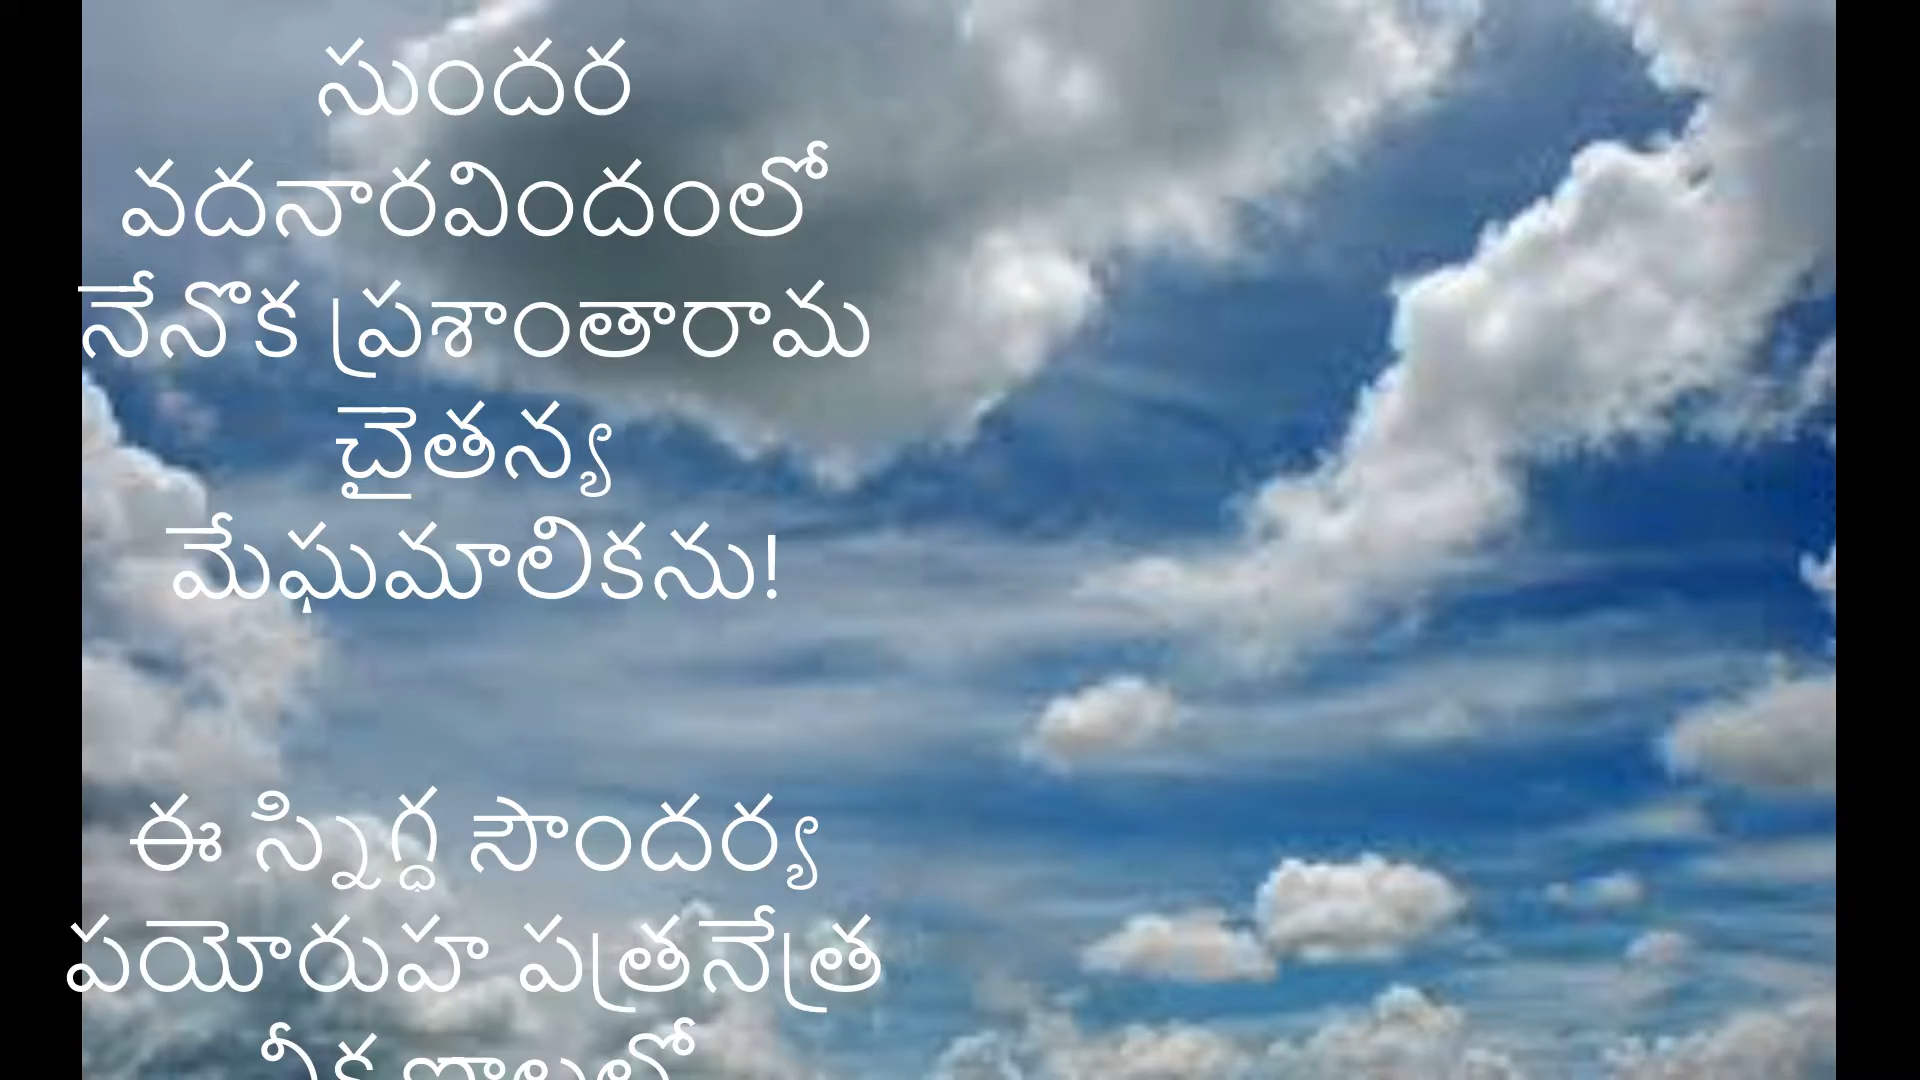 సుందర
వదనారవిందంలో
నేనొక ప్రశాంతారామ
చైతన్య
మేఘమాలికను!
ఈ స్నిగ్ద సౌందర్య
పయోరుహ పత్రనేత్ర